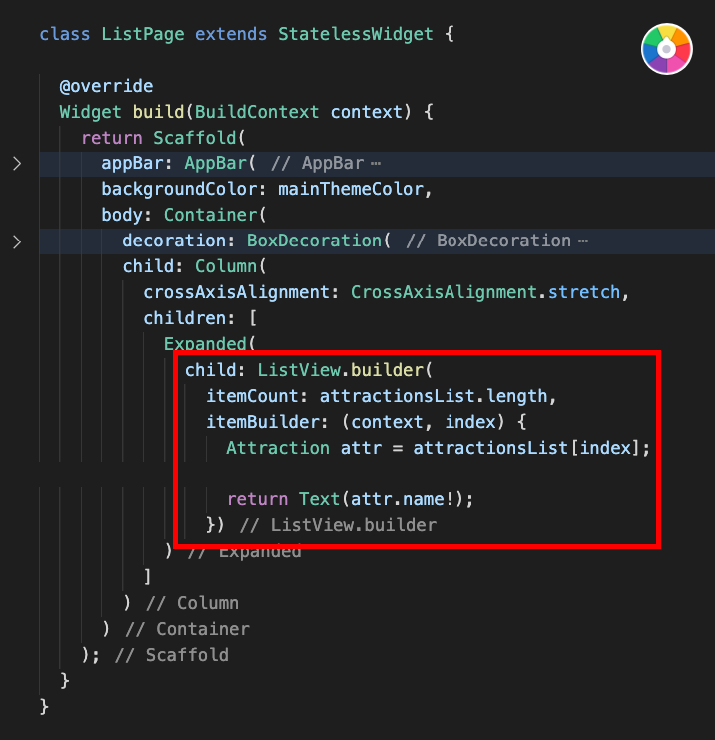 class ListPage extends StatelessWidget {
@override
Widget build(BuildContext context) {
return Scaffold(
appBar: AppBar( // AppBar ⋯
backgroundColor: mainThemeColor,
body: Container(
decoration: BoxDecoration( // BoxDecoration ⋯
child: Column(
crossAxisAlignment: CrossAxisAlignment.stretch,
children: [
Expanded(
child: ListView.builder(
itemCount: attractionsList.length,
itemBuilder: (context, index) {
Attraction attr = attractionsList[index];
return Text(attr.name!);
}) // ListView.builder
) // Expanded
]
) // Column
) // Container
); // Scaffold
}
}